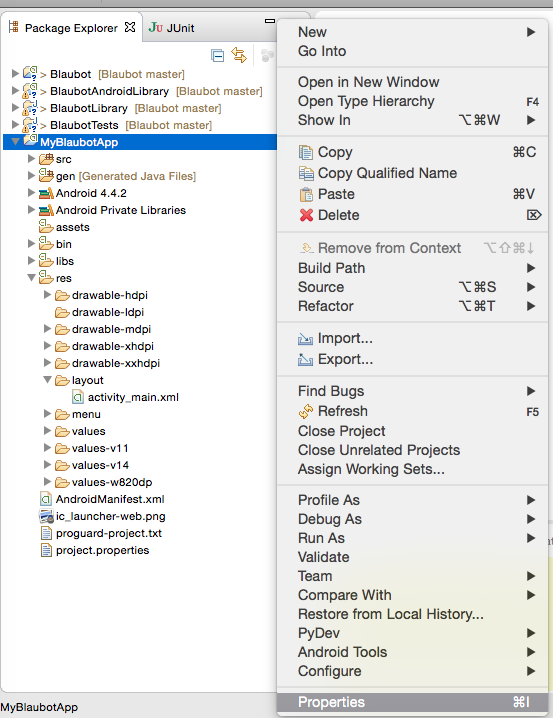 Package Explorer
JUnit
> Blaubot [Blaubot master]
> BlaubotAndroidLibrary [Blaubot master]
> BlaubotLibrary [Blaubot master]
> BlaubotTests [Blaubot master]
MyBlaubotApp
src
gen [Generated Java Files]
Android 4.4.2
Android Private Libraries
assets
bin
libs
res
drawable-hdpi
drawable-ldpi
drawable-mdpi
drawable-xhdpi
drawable-xxhdpi
layout
activity_main.xml
menu
values
values-v11
values-v14
values-w820dp
AndroidManifest.xml
ic_launcher-web.png
proguard-project.txt
project.properties
MyBlaubotApp
New
Go Into
Open in New Window
Open Type Hierarchy F4
Show In ⌥⌘W
Copy ⌘C
Copy Qualified Name
Paste ⌘V
Delete ⌦
Remove from Context ⌥⇧⌘↓
Build Path
Source ⌥⌘S
Refactor ⌥⌘T
Import...
Export...
Find Bugs
Refresh F5
Close Project
Close Unrelated Projects
Assign Working Sets...
Profile As
Debug As
Run As
Validate
Team
Compare With
Restore from Local History...
PyDev
Android Tools
Configure
Properties ⌘I